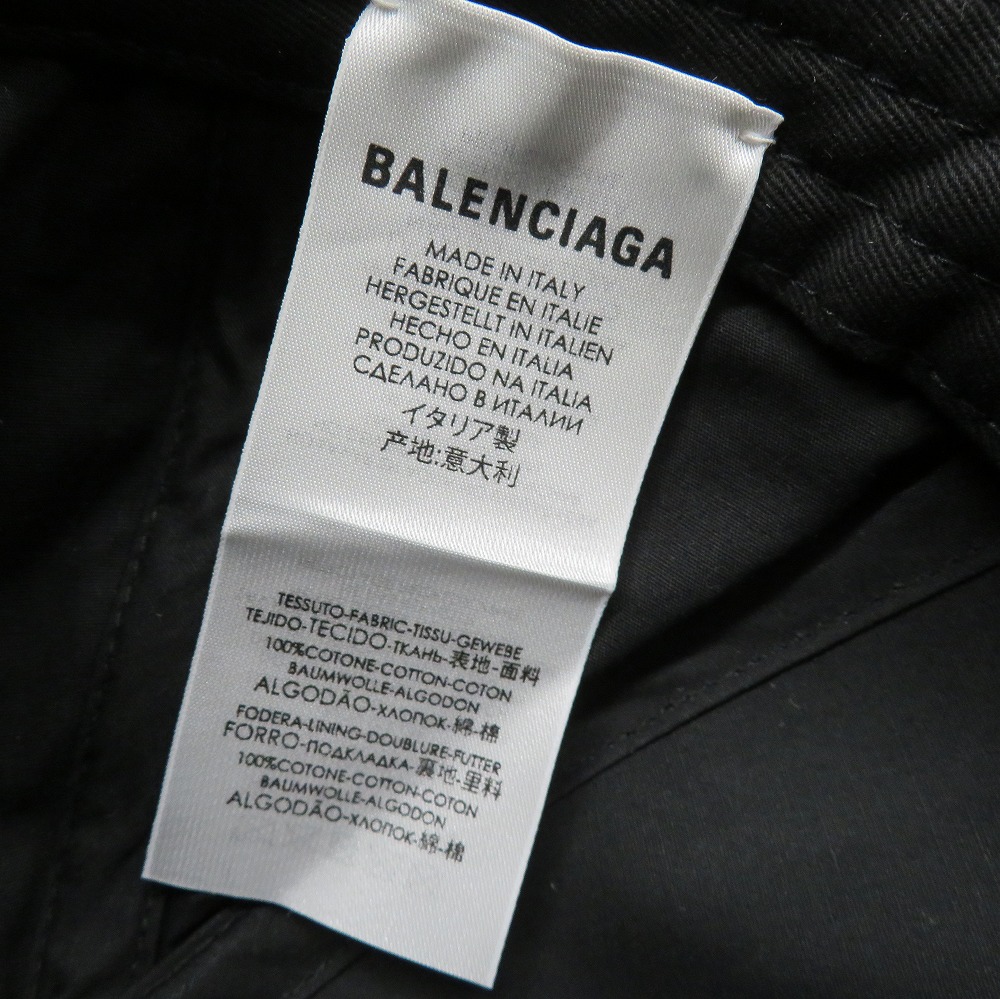 BALENCIAGA
MADE IN ITALY
FABRIQUE EN ITALIE
HERGESTELLT IN ITALIEN
HECHO EN ITALIA
PRODUZIDO NA ITALIA
СДЕЛАНО В ИТАЛИИ
イタリア製
产地:意大利
TESSUTO-FABRIC-TISSU-GEWEBE
TEJIDO-TECIDO-ТКАНЬ-表地-面料
100%COTONE-COTTON-COTON
BAUMWOLLE-ALGODON
ALGODÃO-ХЛОПОК-綿-棉
FODERA-LINING-DOUBLURE-FUTTER
FORRO-ПОДКЛАДКА-裏地-里料
100%COTONE-COTTON-COTON
BAUMWOLLE-ALGODON
ALGODÃO-ХЛОПОК-綿-棉